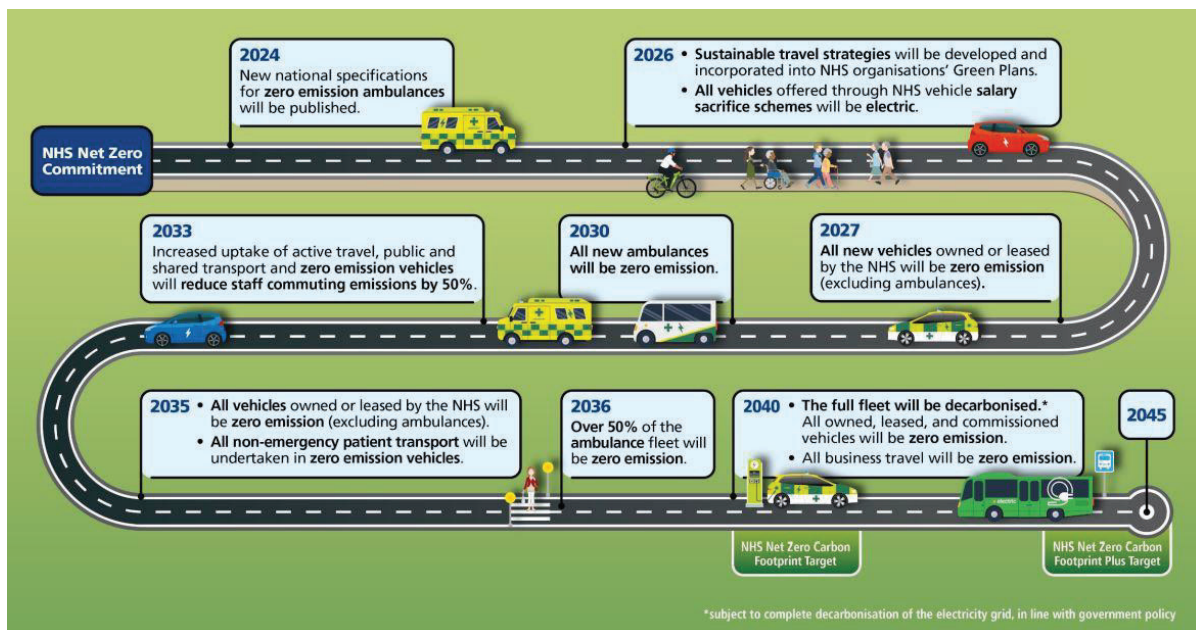 2024
New national specifications
for zero emission ambulances
will be published.
2026 • Sustainable travel strategies will be developed and
incorporated into NHS organisations’ Green Plans.
• All vehicles offered through NHS vehicle salary
sacrifice schemes will be electric.
NHS Net Zero
Commitment
2027
All new vehicles owned or leased
by the NHS will be zero emission
(excluding ambulances).
2030
All new ambulances
will be zero emission.
2033
Increased uptake of active travel, public and
shared transport and zero emission vehicles
will reduce staff commuting emissions by 50%.
2035 • All vehicles owned or leased by the NHS will
be zero emission (excluding ambulances).
• All non-emergency patient transport will be
undertaken in zero emission vehicles.
2036
Over 50% of the
ambulance fleet will
be zero emission.
2040 • The full fleet will be decarbonised.*
All owned, leased, and commissioned
vehicles will be zero emission.
• All business travel will be zero emission.
2045
NHS Net Zero Carbon
Footprint Target
NHS Net Zero Carbon
Footprint Plus Target
*subject to complete decarbonisation of the electricity grid, in line with government policy